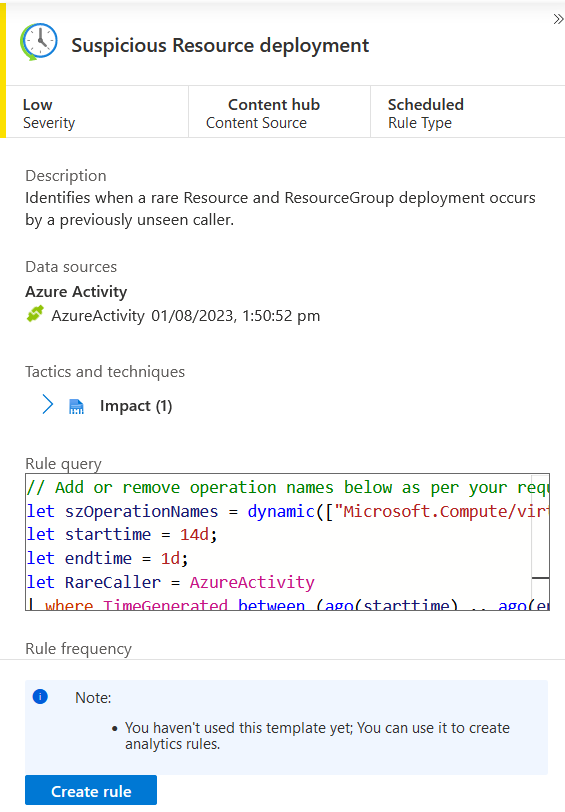 Suspicious Resource deployment
Low
Severity
Content hub
Content Source
Scheduled
Rule Type
Description
Identifies when a rare Resource and ResourceGroup deployment occurs
by a previously unseen caller.
Data sources
Azure Activity
AzureActivity 01/08/2023, 1:50:52 pm
Tactics and techniques
Impact (1)
Rule query
// Add or remove operation names below as per your requ
let szOperationNames = dynamic(["Microsoft.Compute/virt
let starttime = 14d;
let endtime = 1d;
let RareCaller = AzureActivity
| where TimeGenerated between (ago(starttime) .. ago(en
Rule frequency
Note:
• You haven't used this template yet; You can use it to create
analytics rules.
Create rule